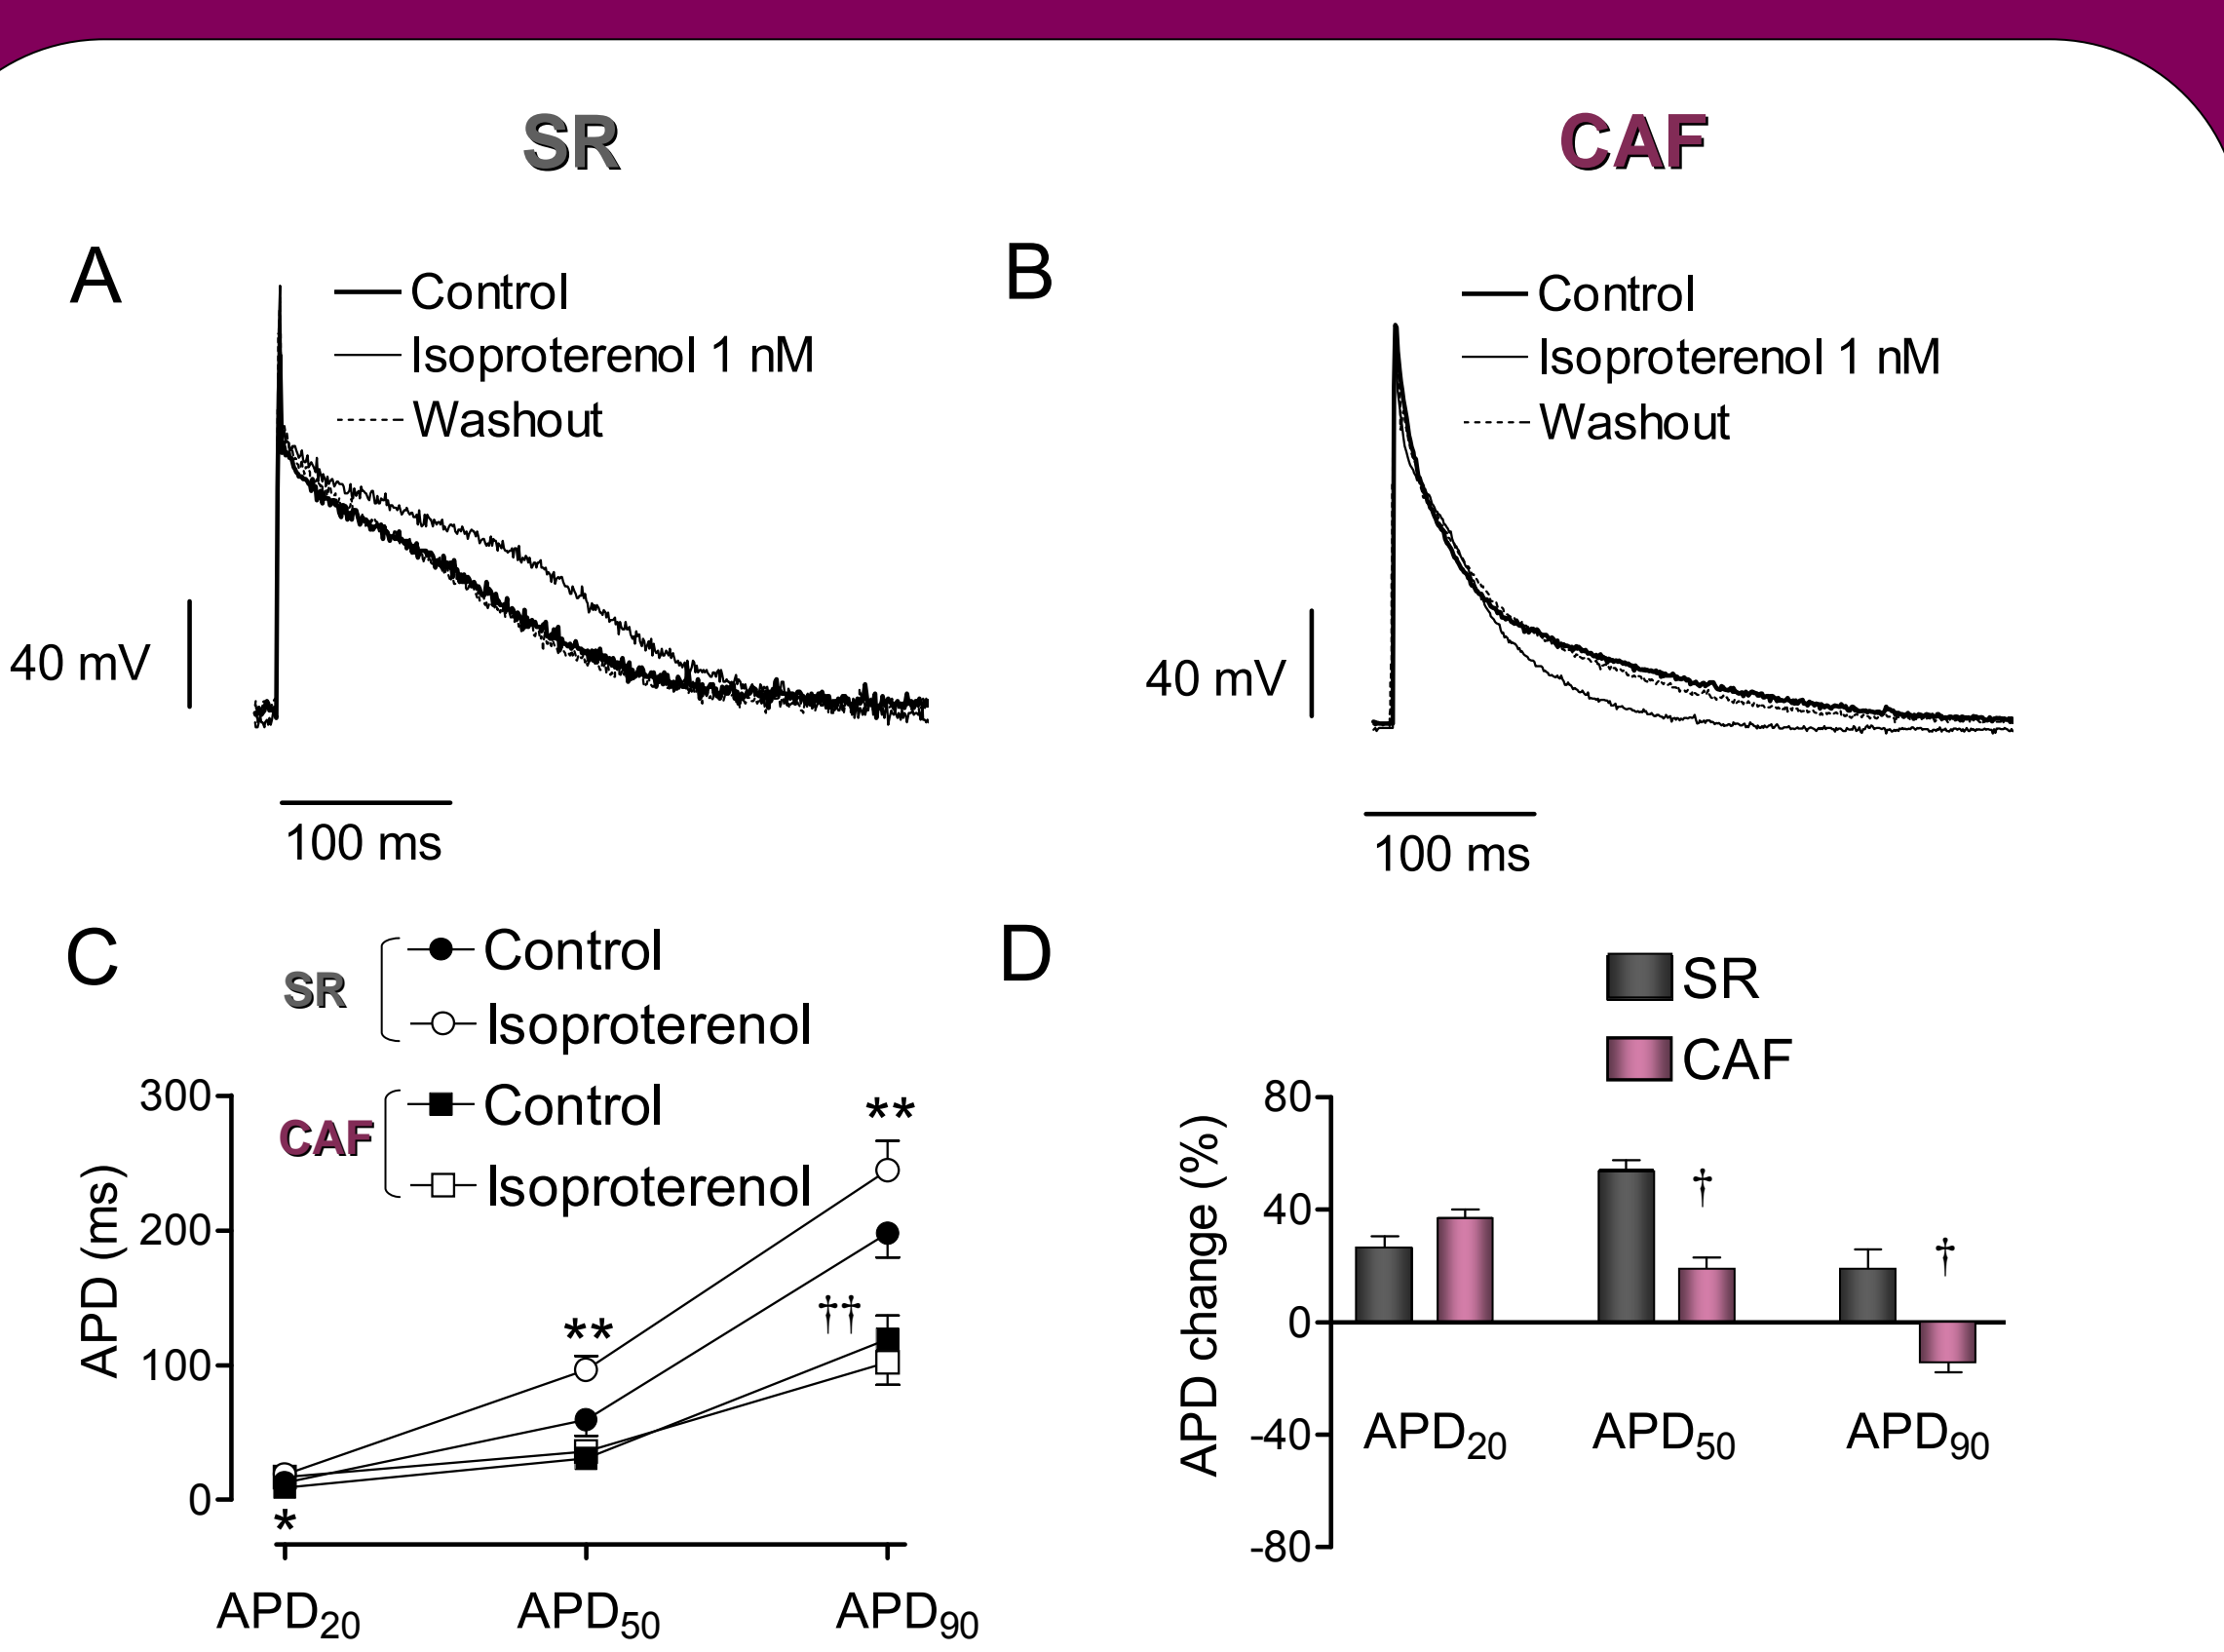 SR
CAF
A
Control
Isoproterenol 1 nM
Washout
40 mV
100 ms
B
Control
Isoproterenol 1 nM
Washout
40 mV
100 ms
C
SR
Control
Isoproterenol
CAF
Control
Isoproterenol
APD (ms)
300
200
100
0
**
**
††
*
APD20
APD50
APD90
D
SR
CAF
APD change (%)
80
40
0
-40
-80
†
†
APD20
APD50
APD90